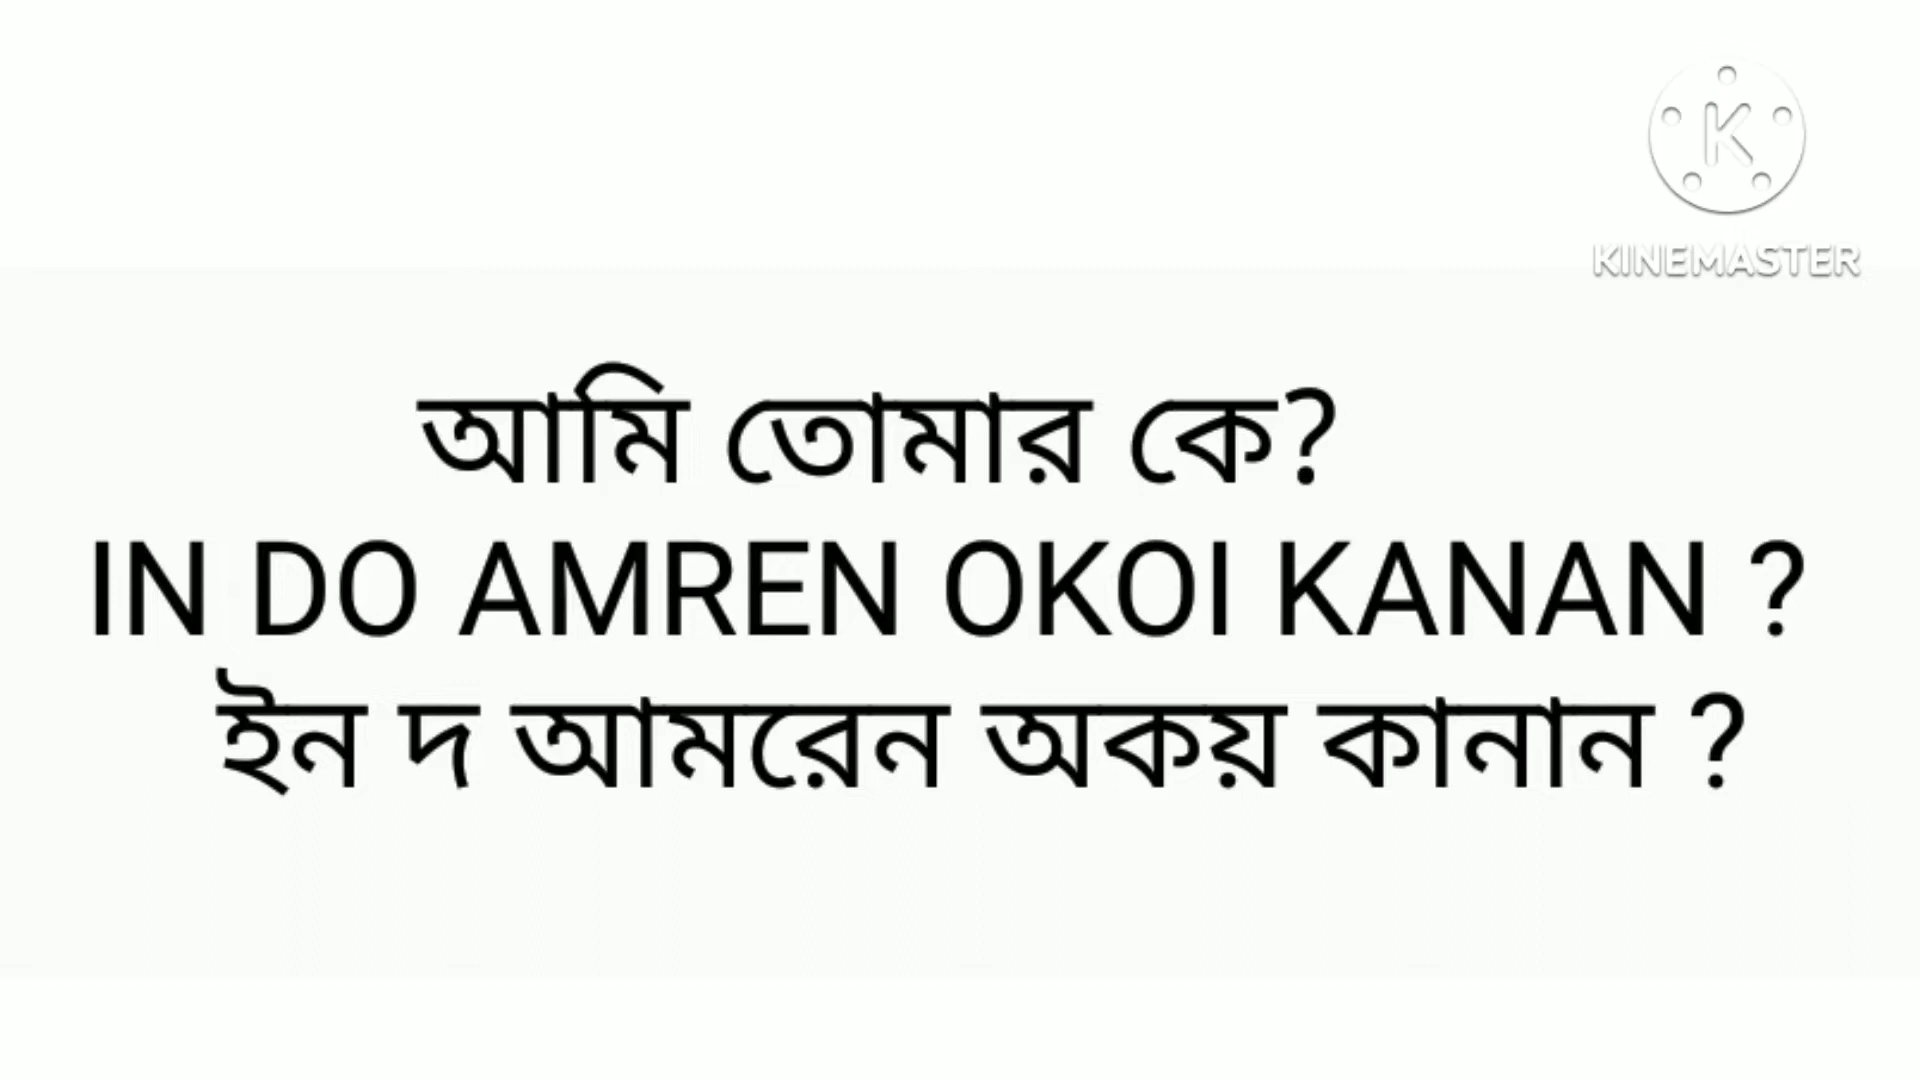 K
KINEMASTER
আমি তোমার কে?
IN DO AMREN OKOI KANAN ?
ইন দ আমরেন অকয় কানান ?